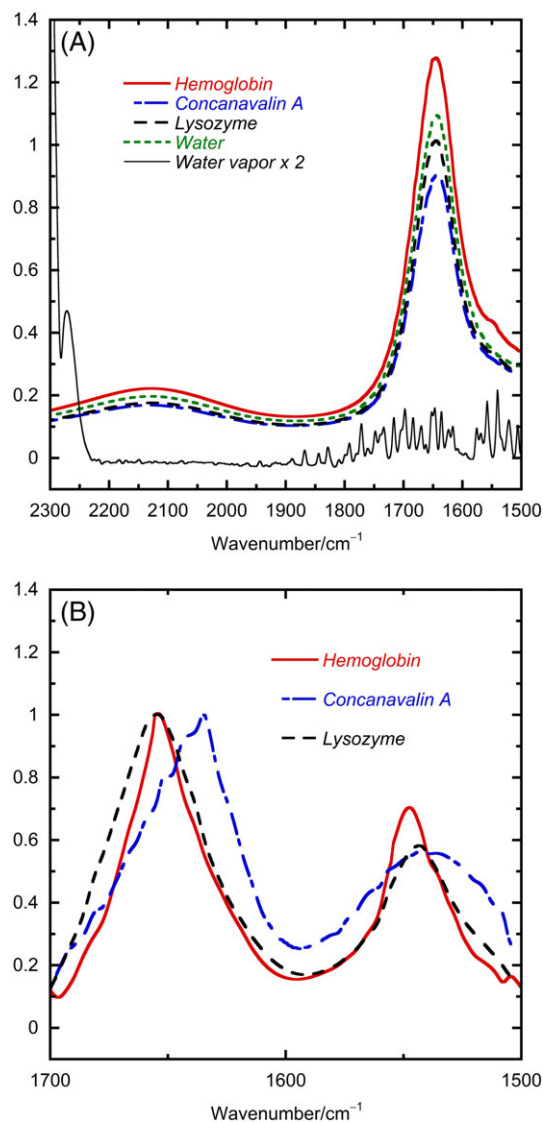 1.4
(A)
1.2
Hemoglobin
Concanavalin A
1
Lysozyme
Water
0.8
Water vapor x 2
0.6
0.4
0.2
0
2300 2200 2100 2000 1900 1800 1700 1600 1500
Wavenumber/cm⁻¹
1.4
(B)
1.2
Hemoglobin
Concanavalin A
1
Lysozyme
0.8
0.6
0.4
0.2
0
1700 1600 1500
Wavenumber/cm⁻¹